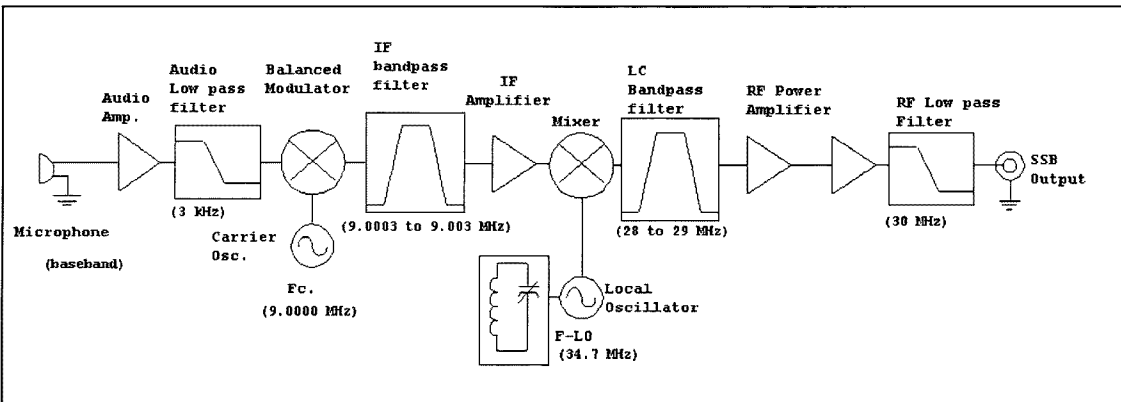 Audio
Amp.
Audio
Low pass
filter
(3 kHz)
Microphone
(baseband)
Balanced
Modulator
Carrier
Osc.
Fc.
(9.0000 MHz)
IF
bandpass
filter
(9.0003 to 9.003 MHz)
IF
Amplifier
Mixer
F-LO
(34.7 MHz)
Local
Oscillator
LC
Bandpass
filter
(28 to 29 MHz)
RF Power
Amplifier
RF Low pass
Filter
(30 MHz)
SSB
Output